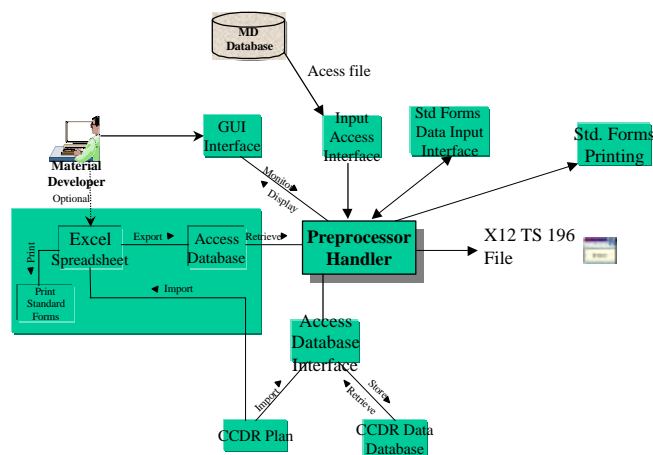 MD
Database
Acess file
GUI
Interface
Input
Access
Interface
Std Forms
Data Input
Interface
Std. Forms
Printing
Material
Developer
Optional
Monitor
Display
Excel
Spreadsheet
Export
Access
Database
Retrieve
Preprocessor
Handler
X12 TS 196
File
Print
Print
Standard
Forms
Import
Access
Database
Interface
Import
Store
Retrieve
CCDR Plan
CCDR Data
Database